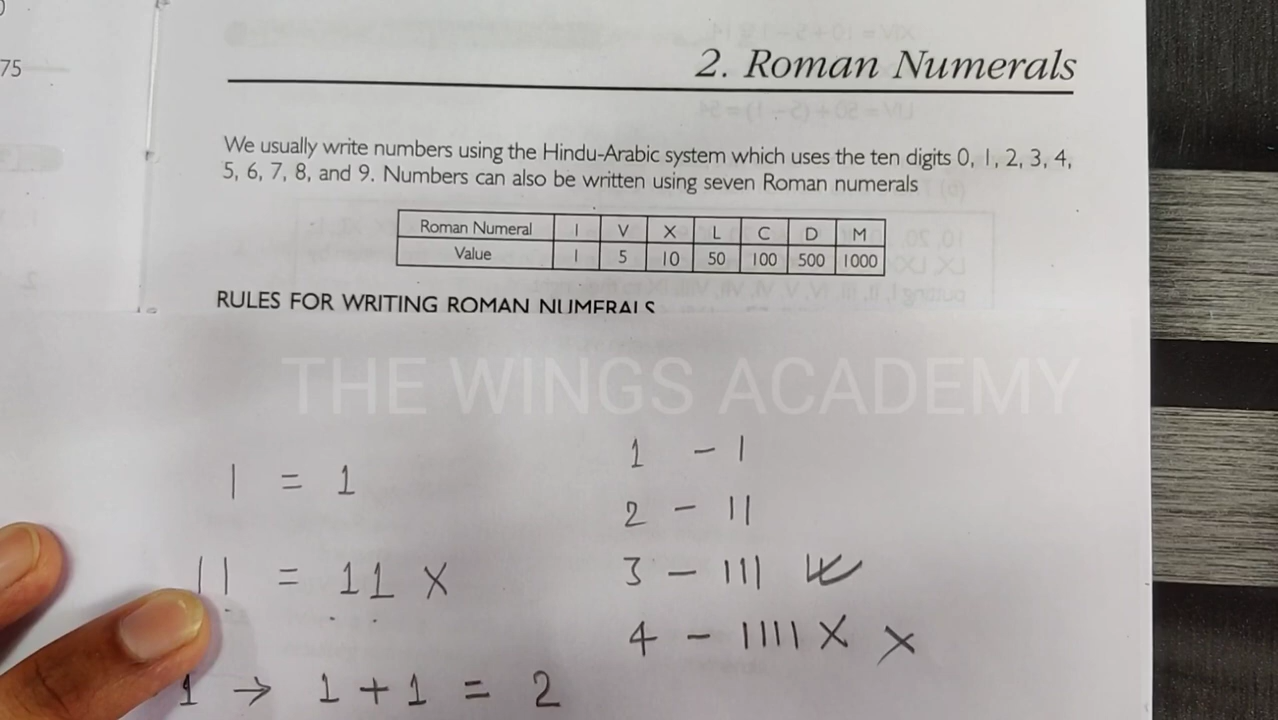 75
2. Roman Numerals
We usually write numbers using the Hindu-Arabic system which uses the ten digits 0, 1, 2, 3, 4,
5, 6, 7, 8, and 9. Numbers can also be written using seven Roman numerals
Roman Numeral I V X L C D M
Value 1 5 10 50 100 500 1000
RULES FOR WRITING ROMAN NUMERALS
THE WINGS ACADEMY
I = 1
II = 11 X
1 → 1 + 1 = 2
1 - I
2 - II
3 - III
4 - IIII X X